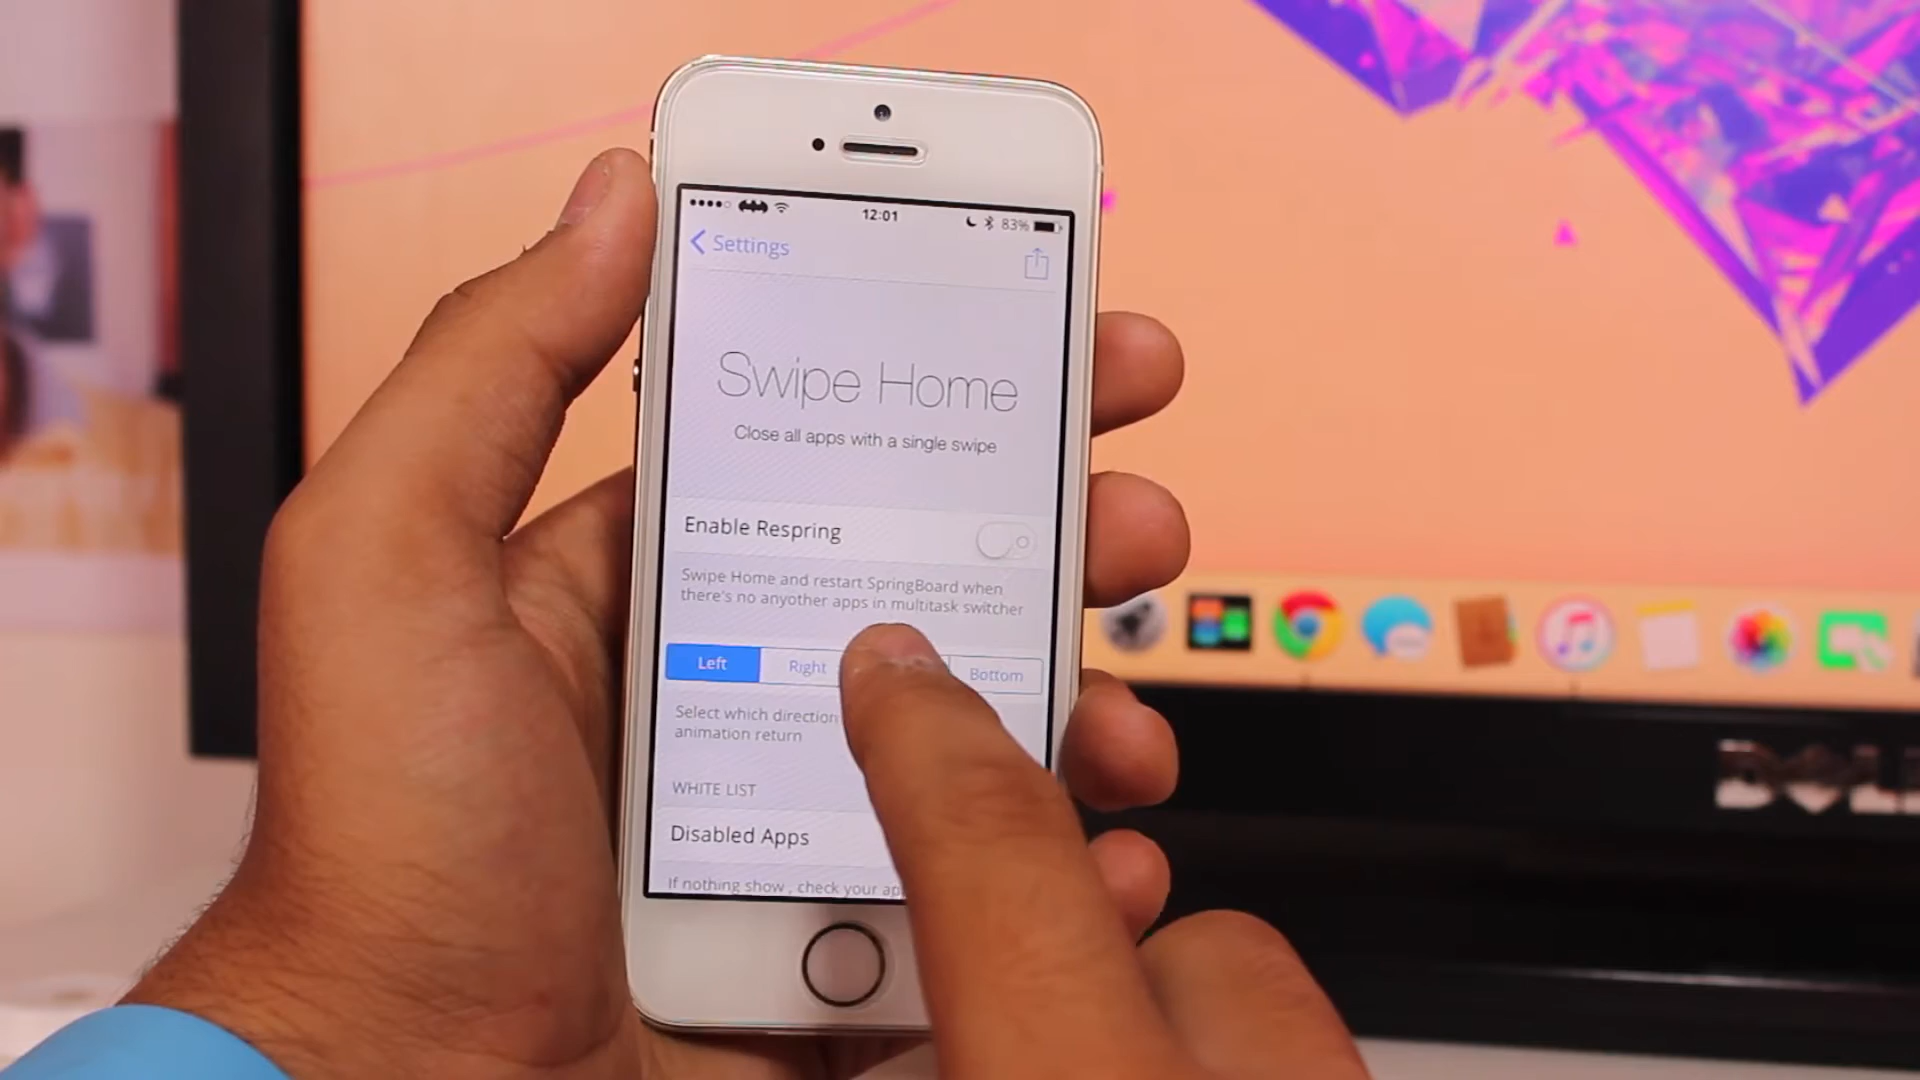 12:01
83%
Settings
Swipe Home
Close all apps with a single swipe
Enable Respring
Swipe Home and restart SpringBoard when
there's no anyother apps in multitask switcher
Left Right Bottom
Select which direction
animation return
WHITE LIST
Disabled Apps
If nothing show , check your
DELL